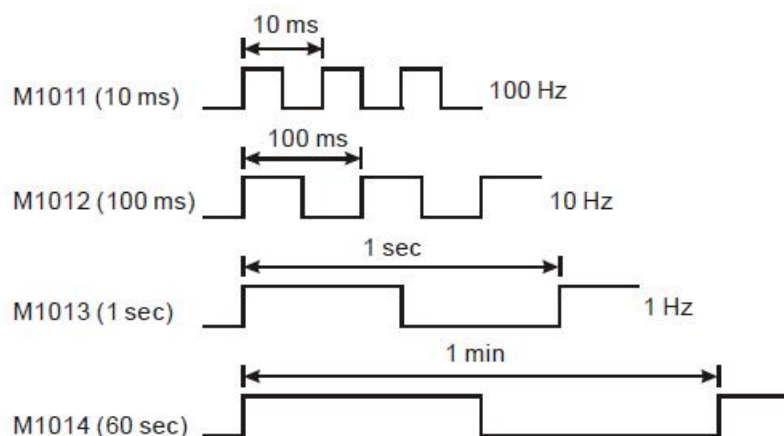 10 ms
M1011 (10 ms)
100 Hz
100 ms
M1012 (100 ms)
10 Hz
1 sec
M1013 (1 sec)
1 Hz
1 min
M1014 (60 sec)